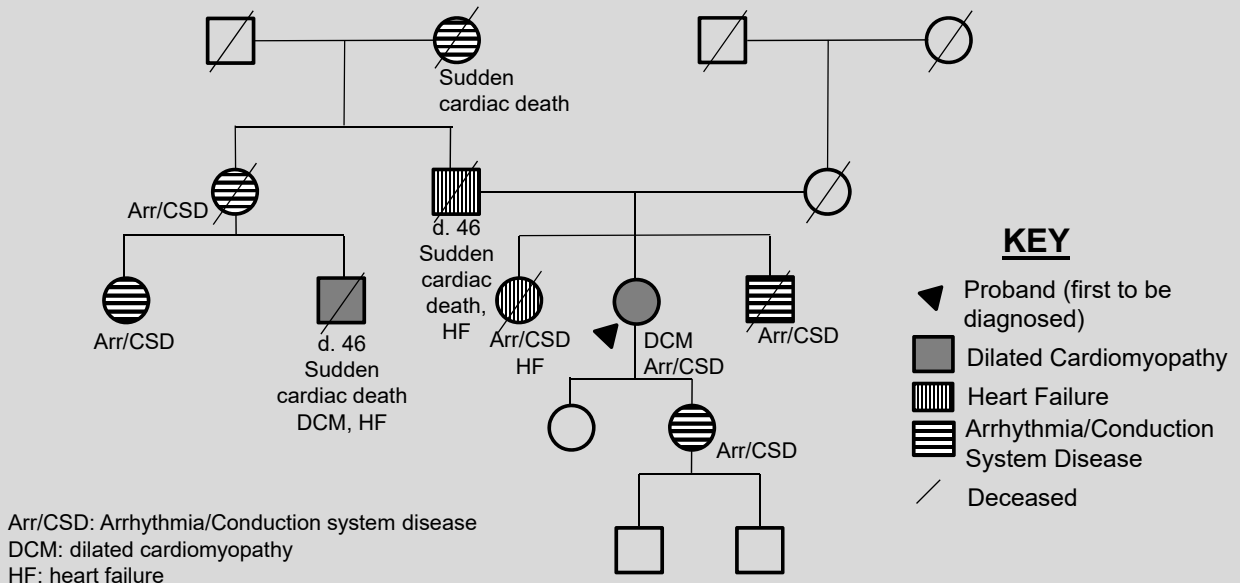 Sudden
cardiac death
Arr/CSD
d. 46
Sudden
cardiac
death,
HF
Arr/CSD
d. 46
Sudden
cardiac death
DCM, HF
Arr/CSD
HF
DCM
Arr/CSD
Arr/CSD
Arr/CSD
KEY
Proband (first to be
diagnosed)
Dilated Cardiomyopathy
Heart Failure
Arrhythmia/Conduction
System Disease
Deceased
Arr/CSD: Arrhythmia/Conduction system disease
DCM: dilated cardiomyopathy
HF: heart failure